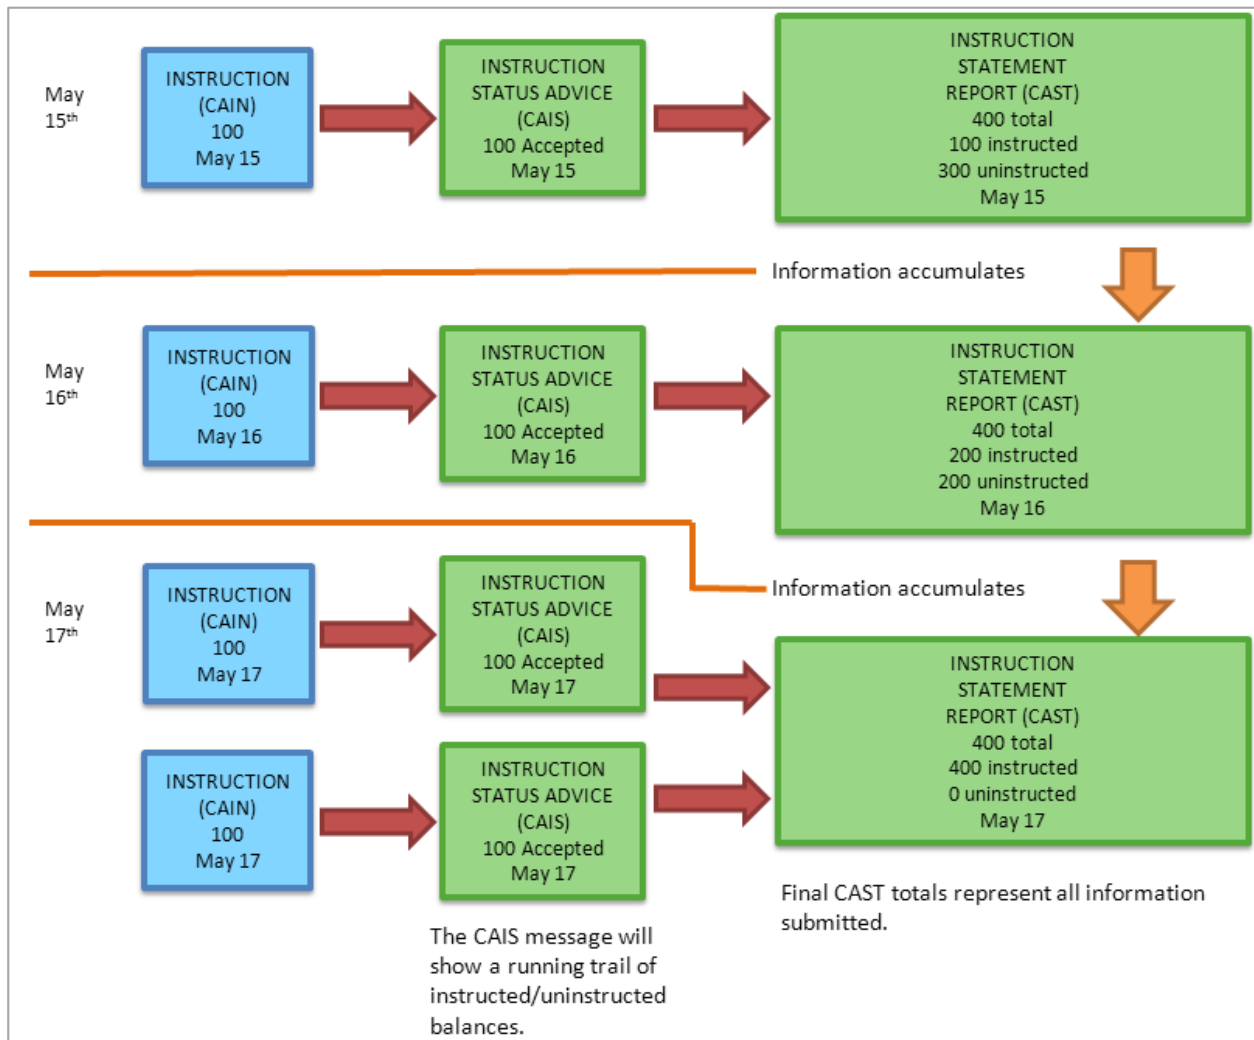 May
15th
INSTRUCTION
(CAIN)
100
May 15
INSTRUCTION
STATUS ADVICE
(CAIS)
100 Accepted
May 15
INSTRUCTION
STATEMENT
REPORT (CAST)
400 total
100 instructed
300 uninstructed
May 15
Information accumulates
May
16th
INSTRUCTION
(CAIN)
100
May 16
INSTRUCTION
STATUS ADVICE
(CAIS)
100 Accepted
May 16
INSTRUCTION
STATEMENT
REPORT (CAST)
400 total
200 instructed
200 uninstructed
May 16
Information accumulates
May
17th
INSTRUCTION
(CAIN)
100
May 17
INSTRUCTION
STATUS ADVICE
(CAIS)
100 Accepted
May 17
INSTRUCTION
(CAIN)
100
May 17
INSTRUCTION
STATUS ADVICE
(CAIS)
100 Accepted
May 17
INSTRUCTION
STATEMENT
REPORT (CAST)
400 total
400 instructed
0 uninstructed
May 17
The CAIS message will
show a running trail of
instructed/uninstructed
balances.
Final CAST totals represent all information
submitted.